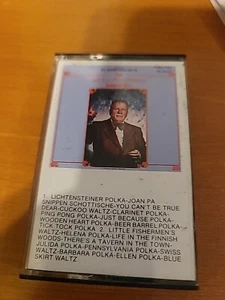 1. LICHTENSTEINER POLKA-JOAN PA
SNIPPEN SCHOTTISCHE-YOU CAN'T BE TRUE
DEAR-CUCKOO WALTZ-CLARINET POLKA-
PING PONG POLKA-JUST BECAUSE POLKA-
WOODEN HEART POLKA-BEER BARREL POLKA-
TICK TOCK POLKA 2. LITTLE FISHERMEN'S
WALTZ-HELENA POLKA-LIFE IN THE FINNISH
WOODS-THERE'S A TAVERN IN THE TOWN-
JULIDA POLKA-PENNSYLVANIA POLKA-SWISS
WALTZ-BARBARA POLKA-ELLEN POLKA-BLUE
SKIRT WALTZ